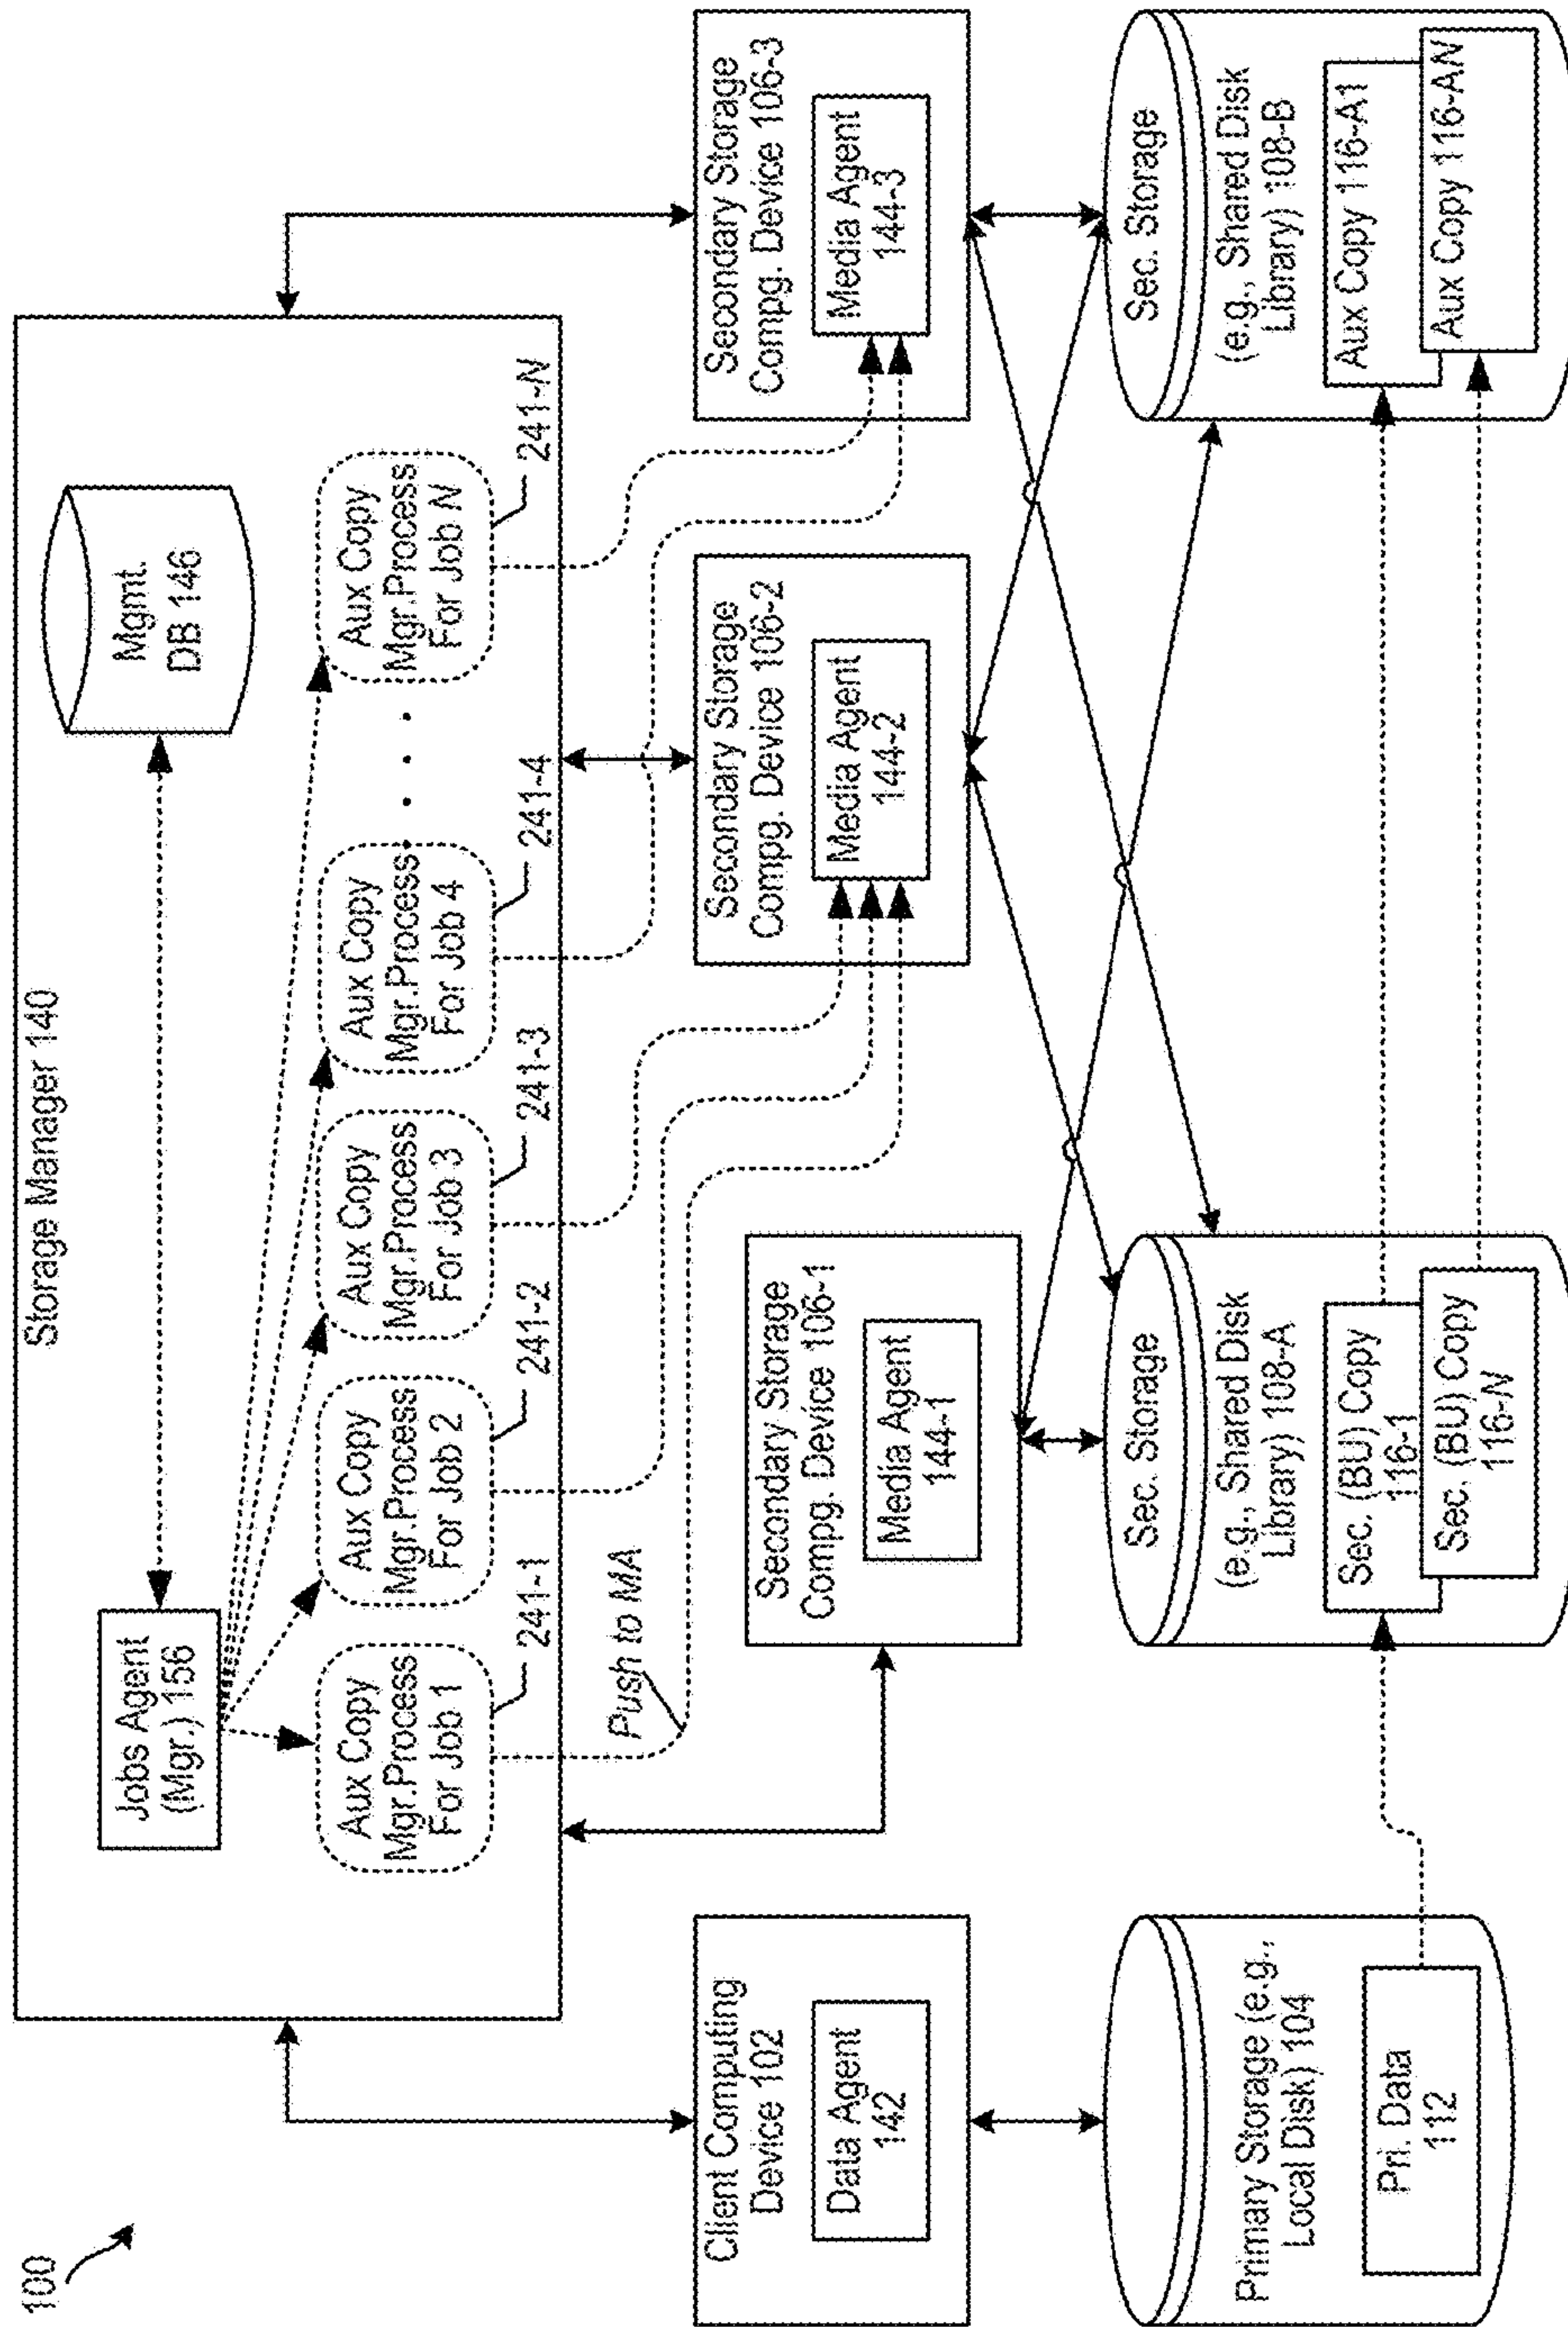 100
Storage Manager 140
Jobs Agent
(Mgr.) 156
Mgmt.
DB 146
Aux Copy
Mgr.Process
For Job 1
241-1
Aux Copy
Mgr.Process
For Job 2
241-2
Aux Copy
Mgr.Process
For Job 3
241-3
Aux Copy
Mgr.Process
For Job 4
241-4
Aux Copy
Mgr.Process
For Job N
241-N
Push to MA
Client Computing
Device 102
Data Agent
142
Secondary Storage
Compg. Device 106-1
Media Agent
144-1
Secondary Storage
Compg. Device 106-2
Media Agent
144-2
Secondary Storage
Compg. Device 106-3
Media Agent
144-3
Primary Storage (e.g.,
Local Disk) 104
Pri. Data
112
Sec. Storage
(e.g., Shared Disk
Library) 108-A
Sec. (BU) Copy
116-1
Sec. (BU) Copy
116-N
Sec. Storage
(e.g., Shared Disk
Library) 108-B
Aux Copy 116-A1
Aux Copy 116-AN